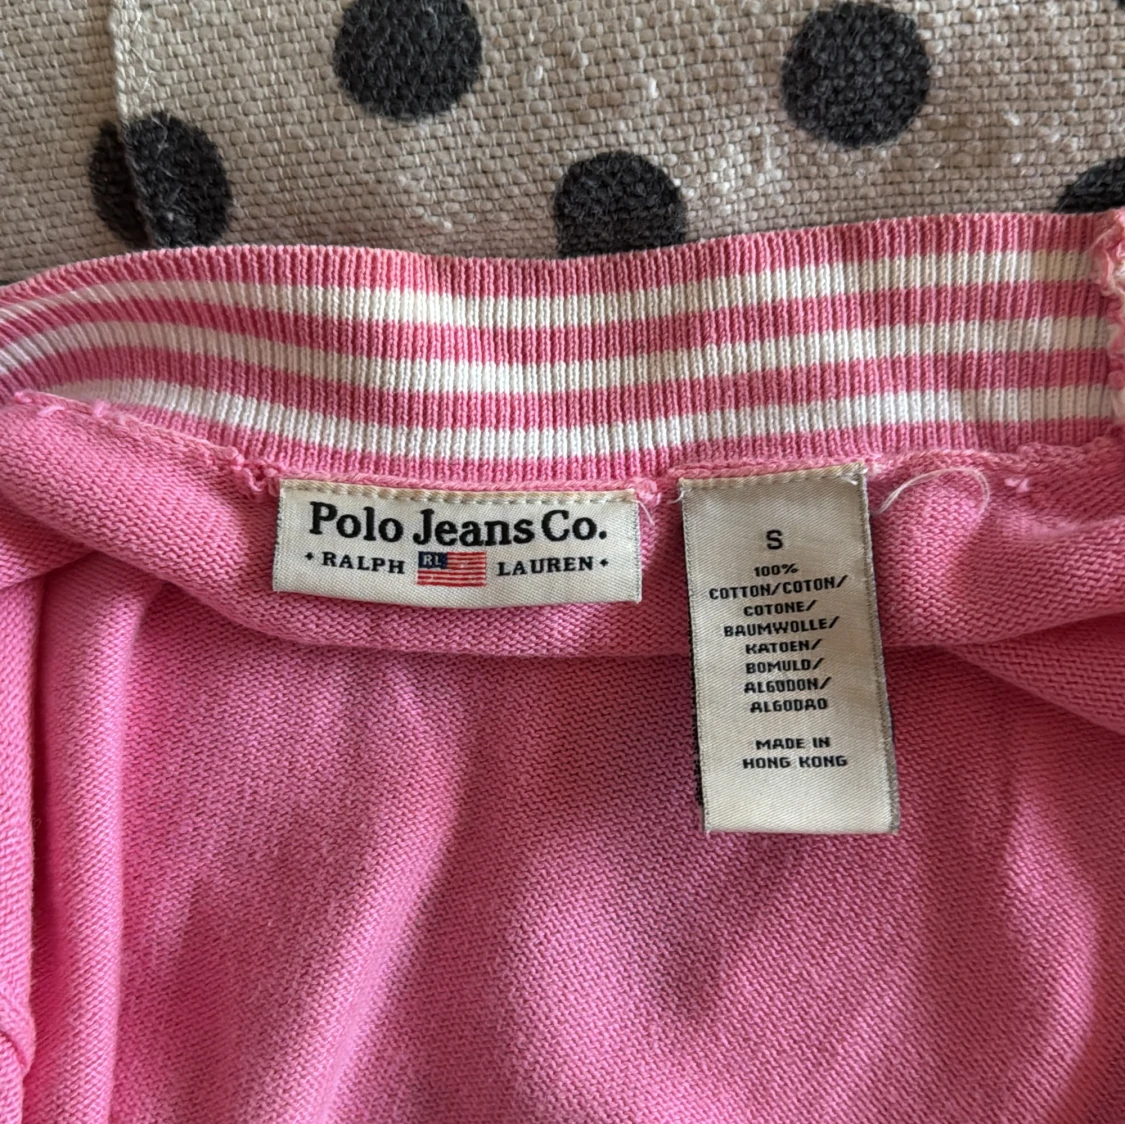 Polo Jeans Co.
RALPH RL LAUREN
S
100%
COTTON/COTON/
COTONE/
BAUMWOLLE/
KATOEN/
BOMULD/
ALGODON/
ALGODAO
MADE IN
HONG KONG